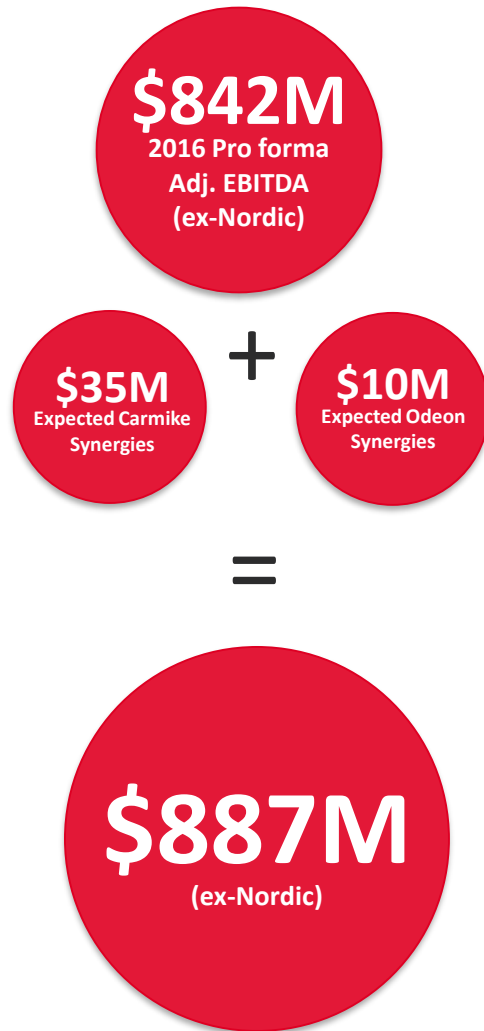 $842M
2016 Pro forma
Adj. EBITDA
(ex-Nordic)
+
$35M
Expected Carmike
Synergies
$10M
Expected Odeon
Synergies
=
$887M
(ex-Nordic)